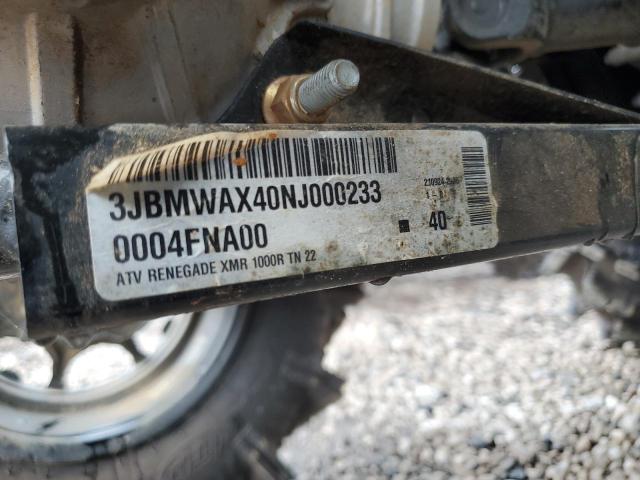 3JBMWAX40NJ000233
0004FNA00
ATV RENEGADE XMR 1000R TN 22
40